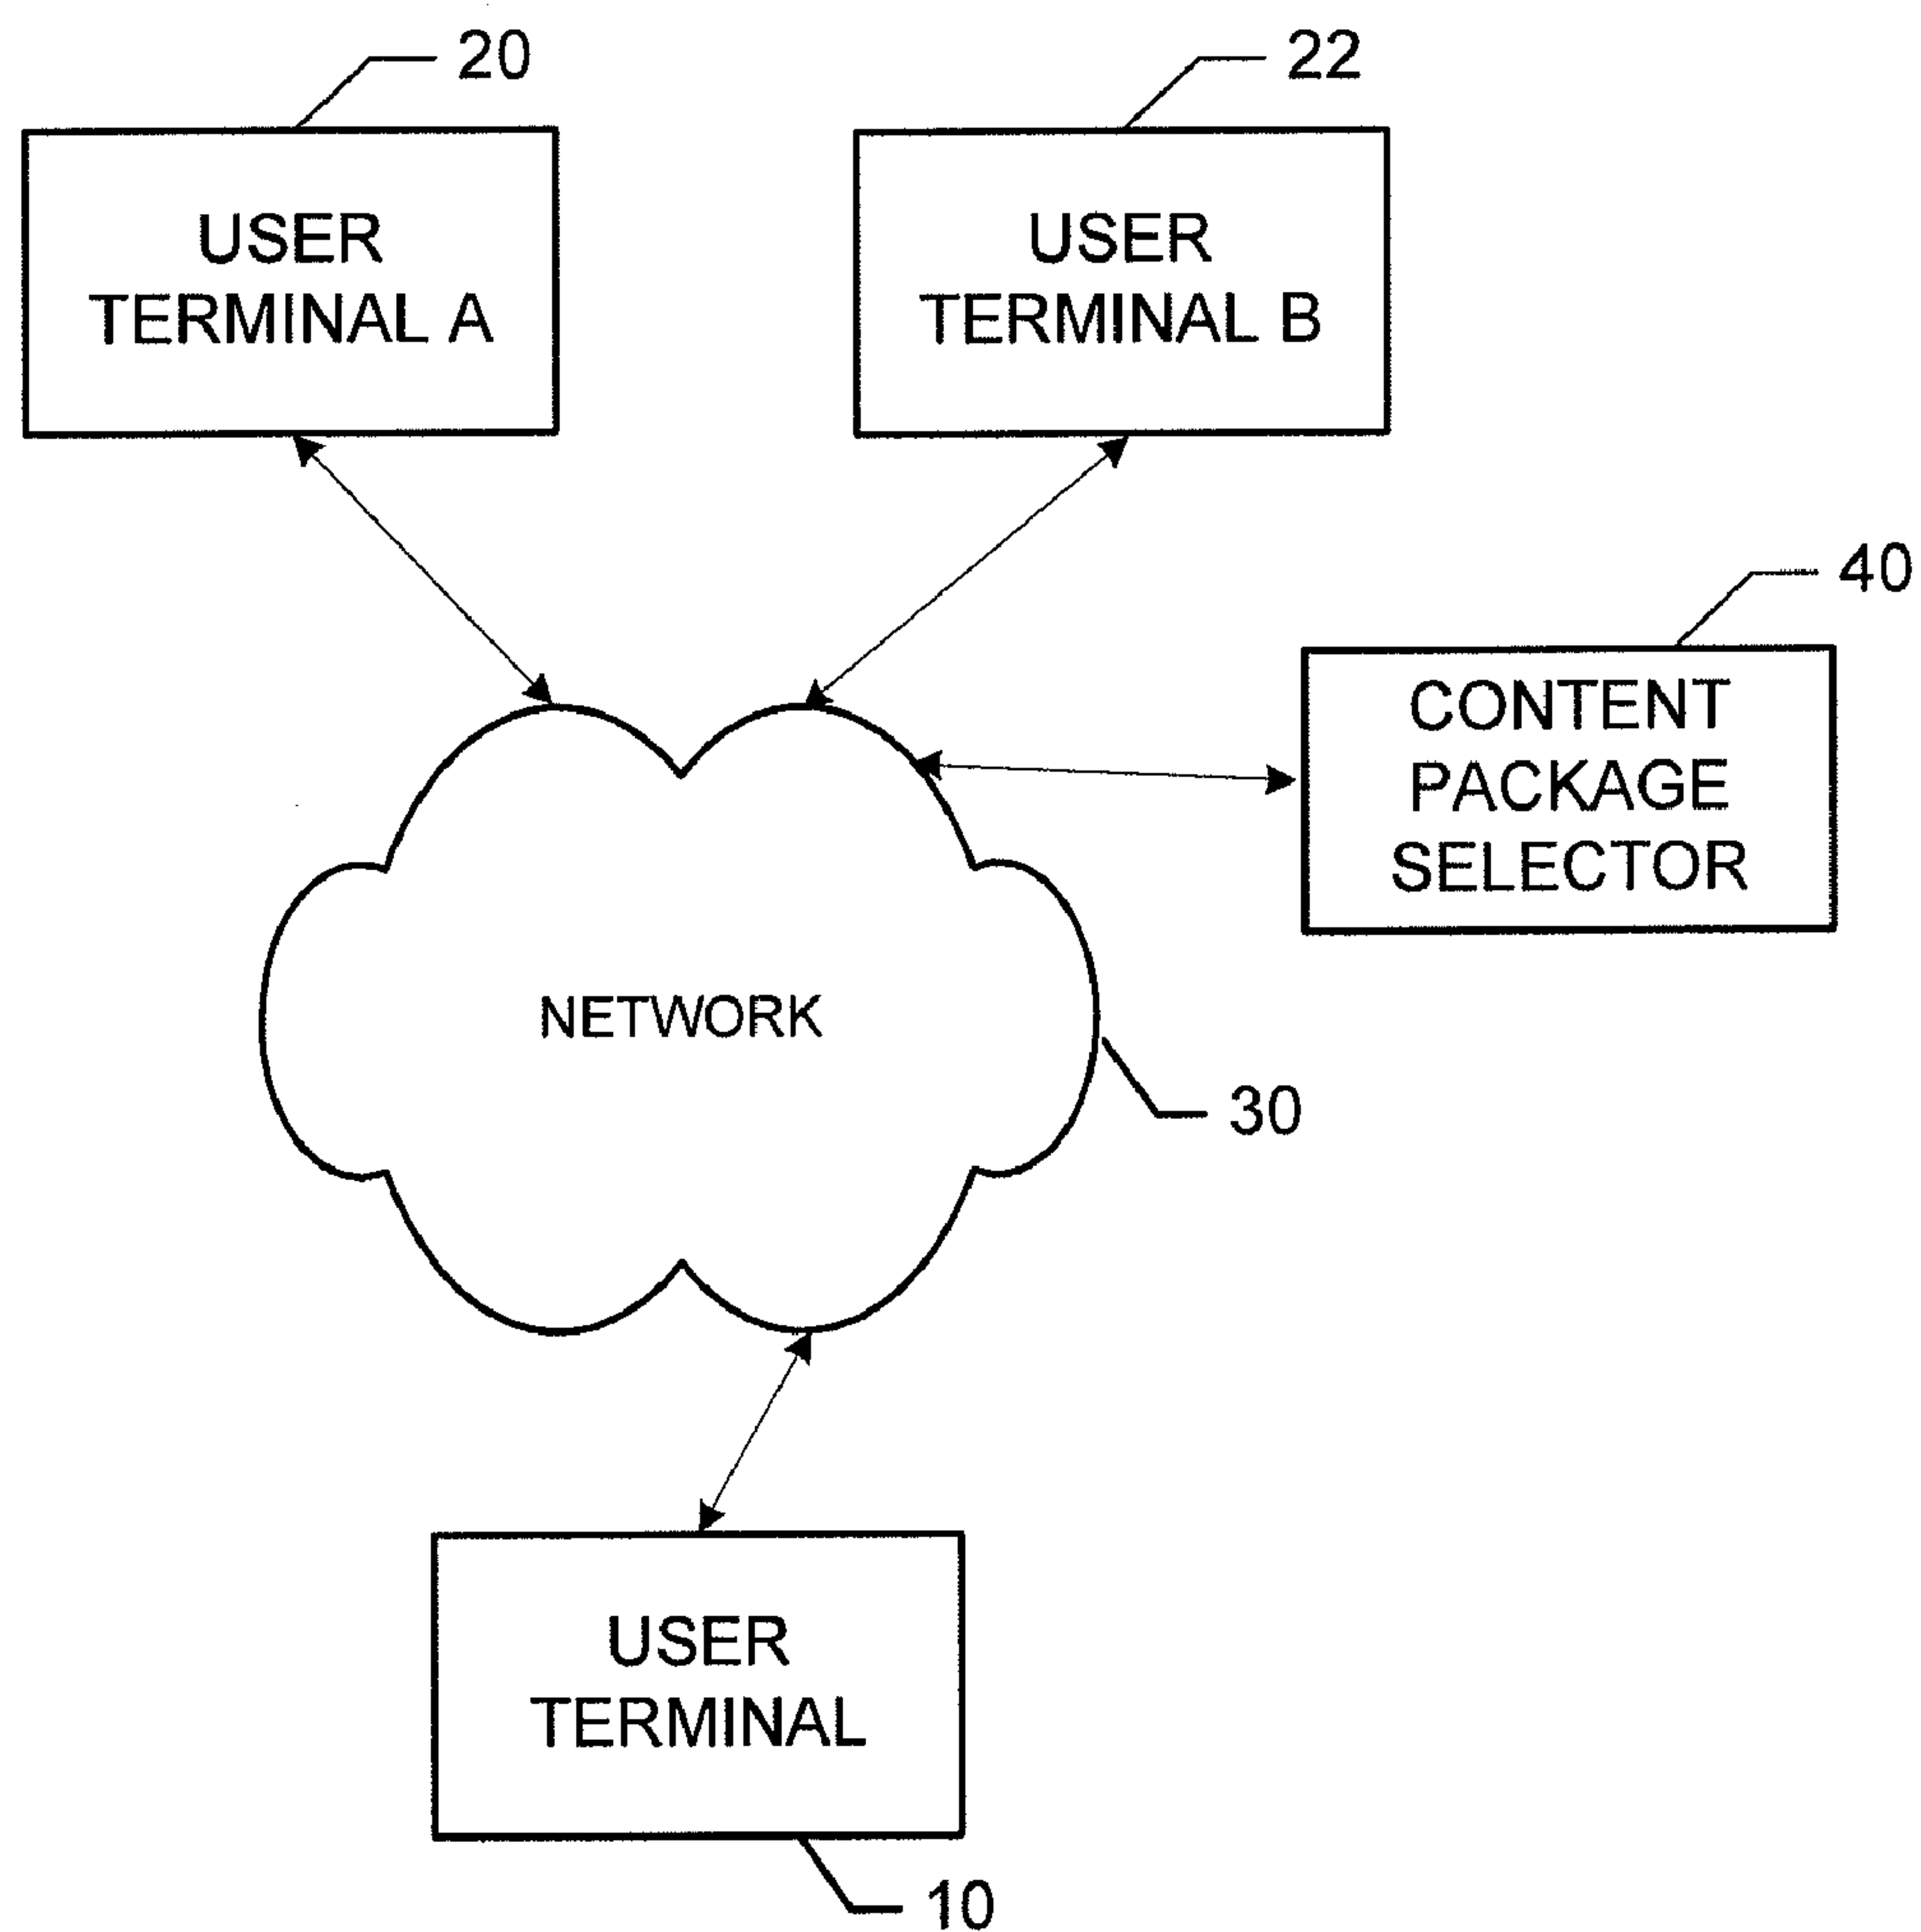 20
22
USER
TERMINAL A
USER
TERMINAL B
40
CONTENT
PACKAGE
SELECTOR
NETWORK
30
USER
TERMINAL
10